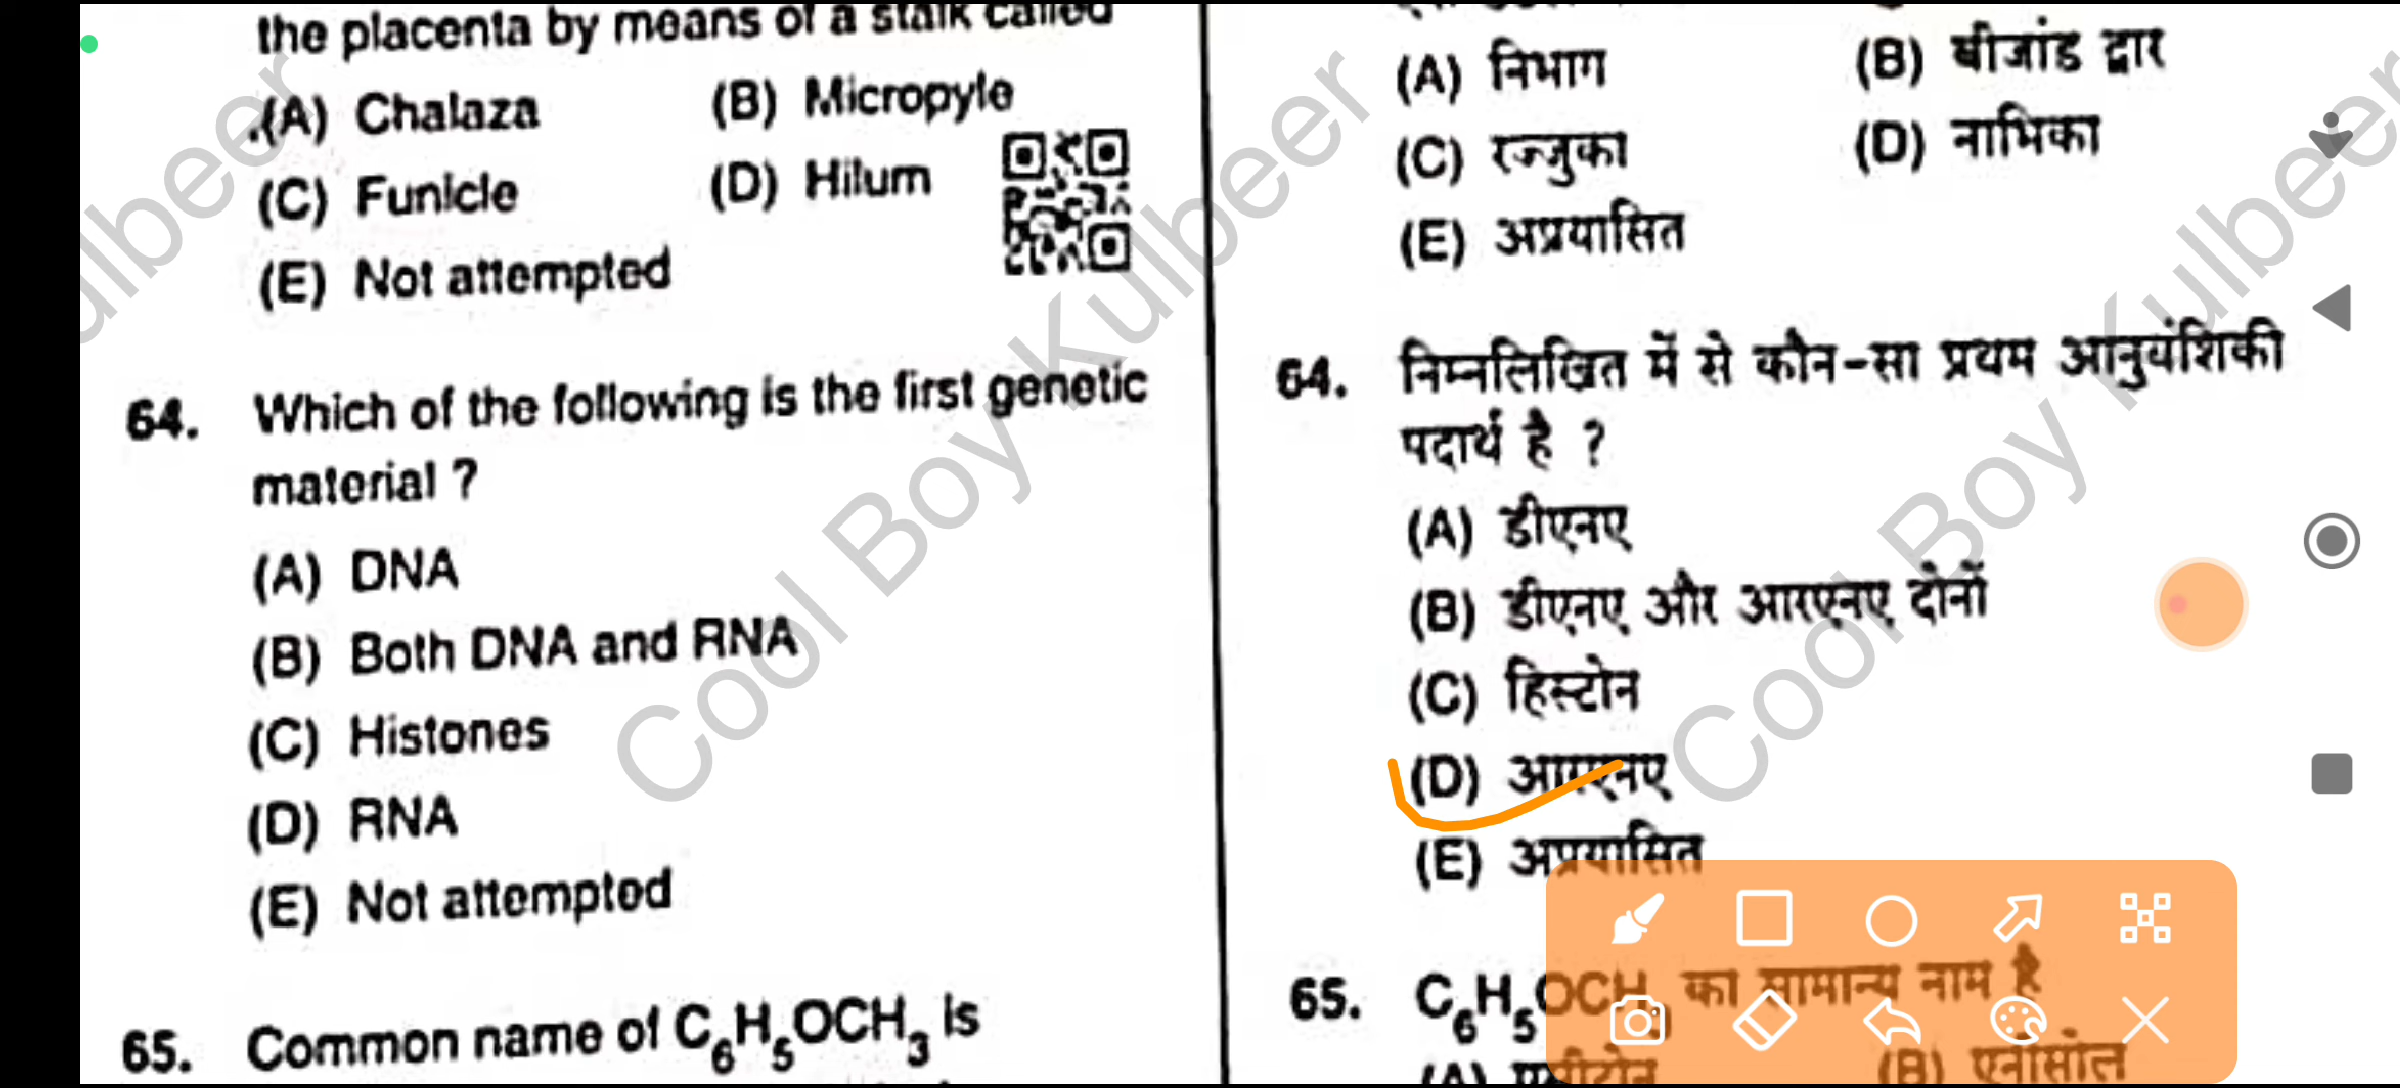 the placenta by means of a stalk called
(A) Chalaza (B) Micropyle
(C) Funicle (D) Hilum
(E) Not attempted
64. Which of the following is the first genetic
material ?
(A) DNA
(B) Both DNA and RNA
(C) Histones
(D) RNA
(E) Not attempted
65. Common name of C₆H₅OCH₃ is
(A) निभाग (B) बीजांड द्वार
(C) रज्जुका (D) नाभिका
(E) अप्रयासित
64. निम्नलिखित में से कौन-सा प्रथम आनुवंशिकी
पदार्थ है ?
(A) डीएनए
(B) डीएनए और आरएनए दोनों
(C) हिस्टोन
(D) आरएनए
(E) अप्रयासित
65. C₆H₅OCH₃ का सामान्य नाम है
(B) एनीसोल
Cool Boy Kulbeer
Cool Boy Kulbeer
ulbeer